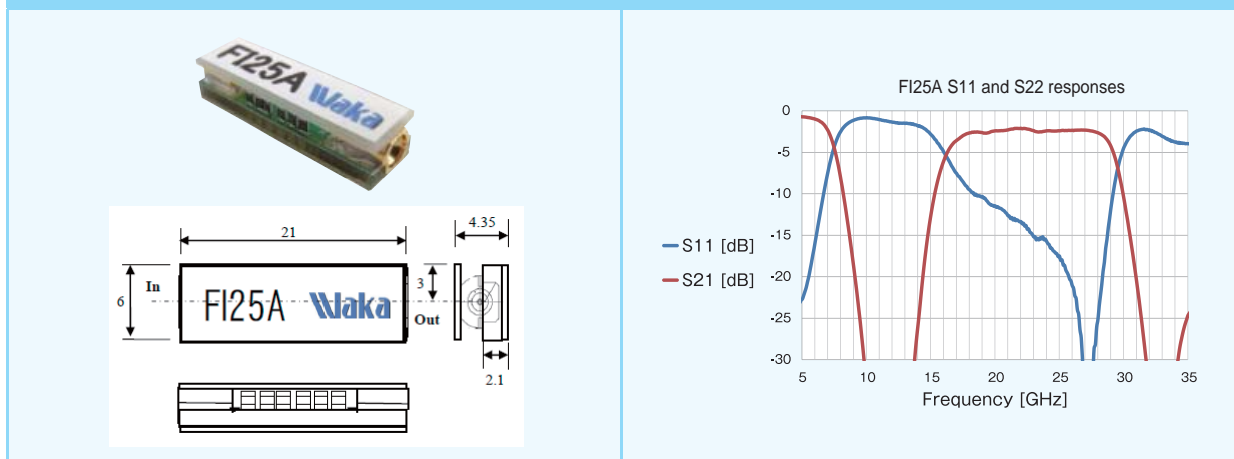 FI25A Waka
21
4.35
6
In
FI25A Waka
3
Out
2.1
FI25A S11 and S22 responses
0
-5
-10
-15
-20
-25
-30
5 10 15 20 25 30 35
Frequency [GHz]
S11 [dB]
S21 [dB]